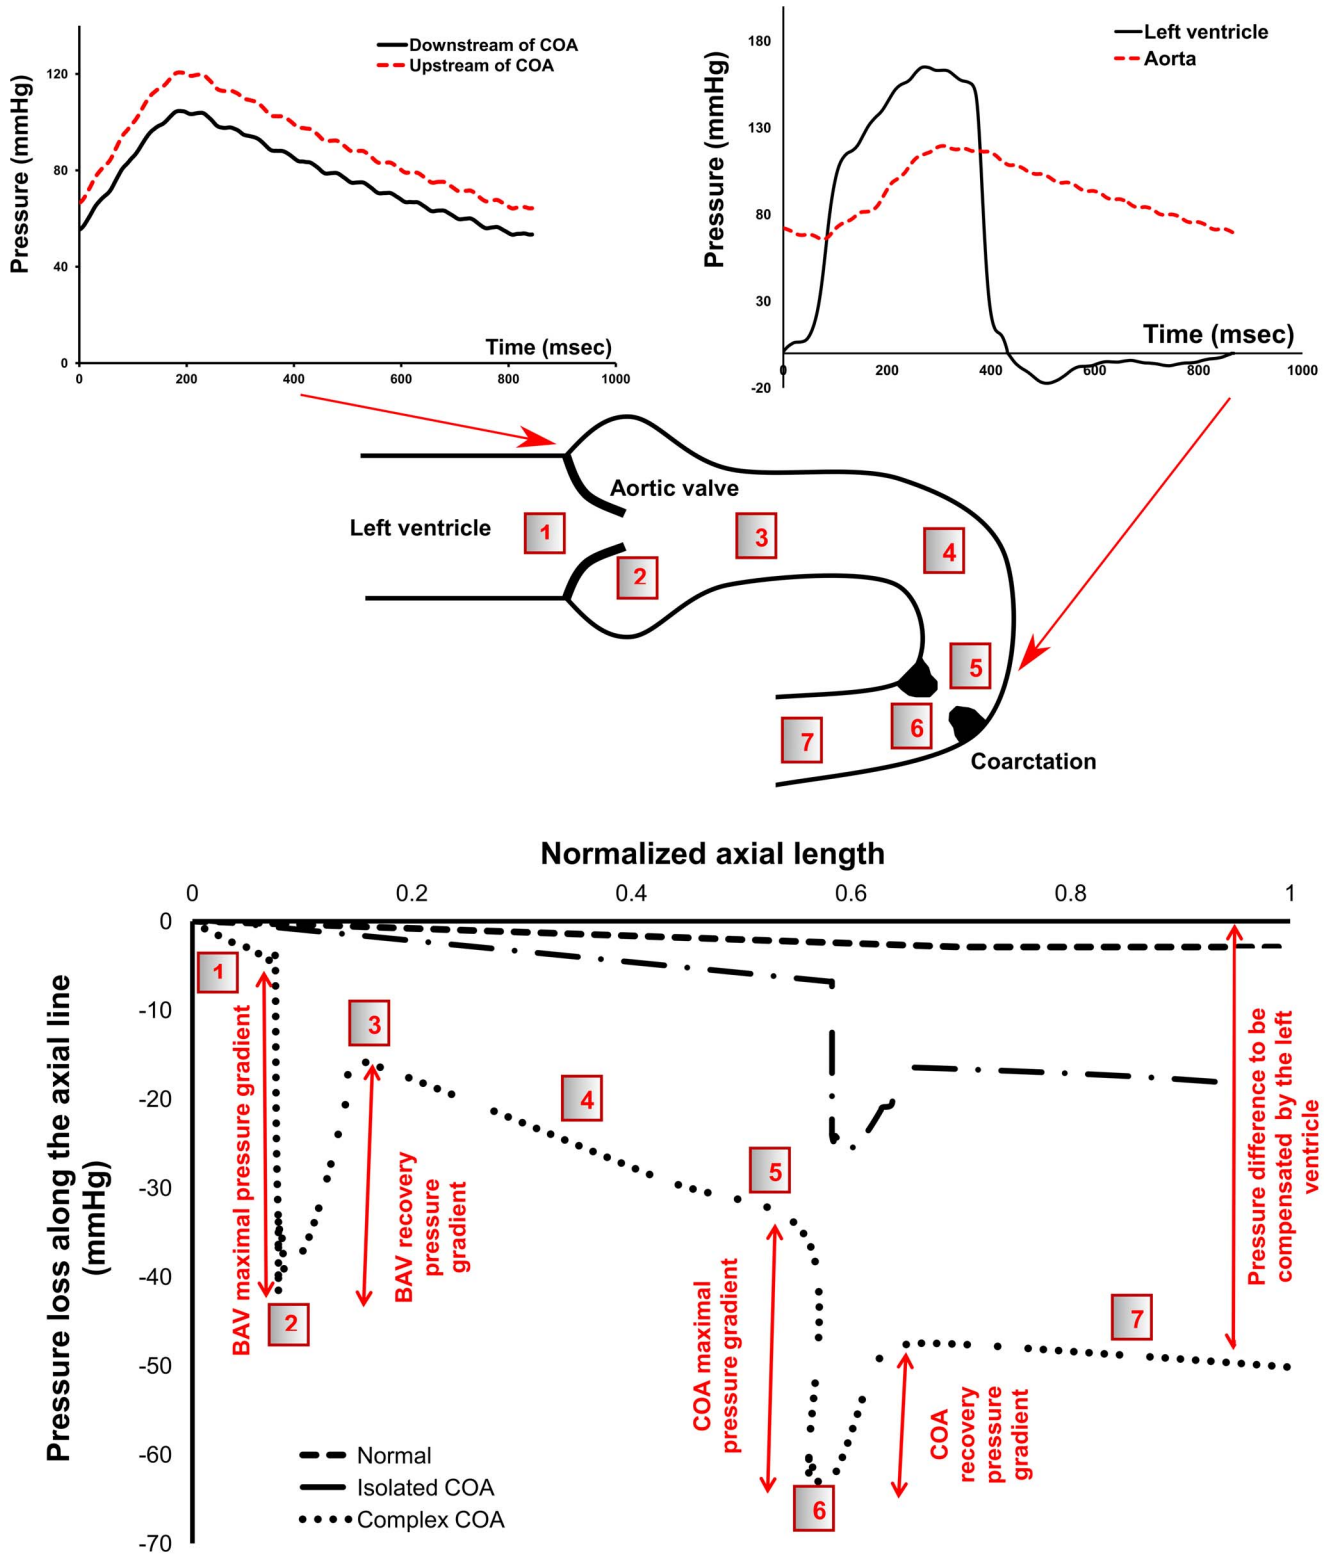 Downstream of COA
Upstream of COA
Pressure (mmHg)
120
80
40
0
Time (msec)
0 200 400 600 800 1000
Left ventricle
Aorta
Pressure (mmHg)
180
130
80
30
-20
Time (msec)
0 200 400 600 800 1000
Aortic valve
Left ventricle
1
2
3
4
5
6
7
Coarctation
Normalized axial length
0 0.2 0.4 0.6 0.8 1
Pressure loss along the axial line
(mmHg)
0
-10
-20
-30
-40
-50
-60
-70
1
BAV maximal pressure gradient
2
3
BAV recovery
pressure
gradient
4
5
COA maximal
pressure gradient
6
COA
recovery
pressure
gradient
7
Pressure difference to be
compensated by the left
ventricle
Normal
Isolated COA
Complex COA